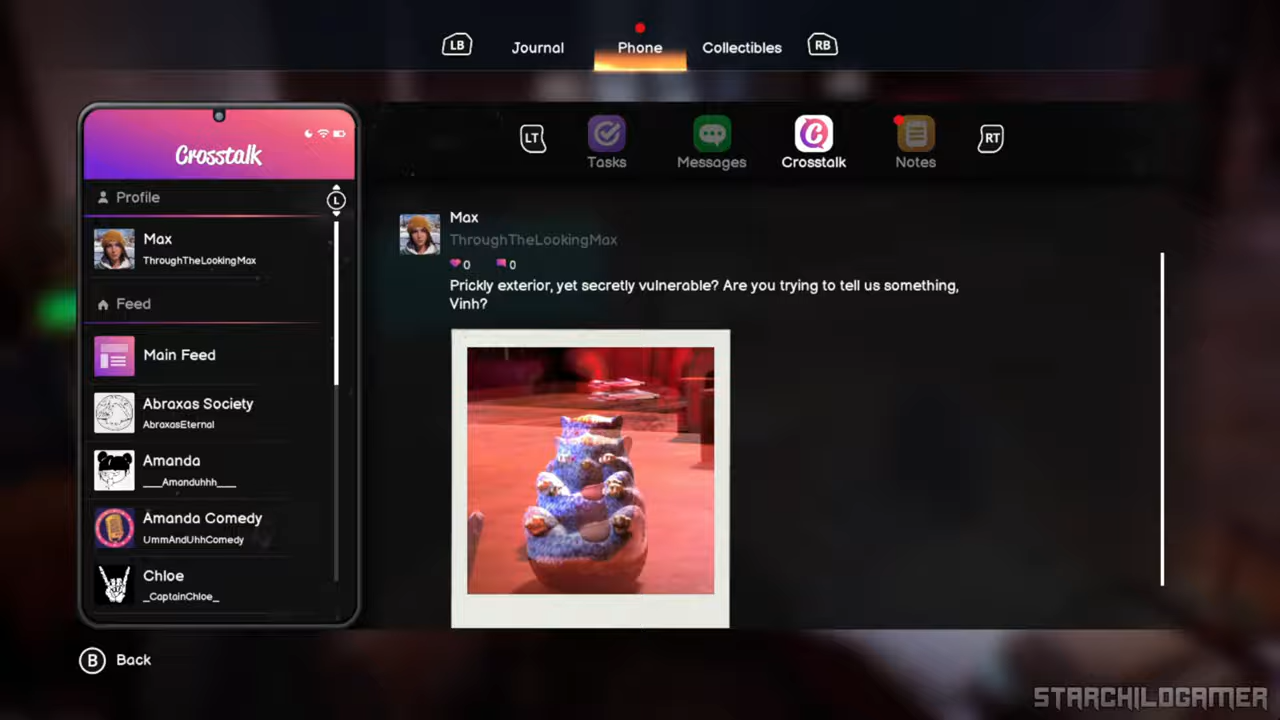 LB Journal Phone Collectibles RB
Crosstalk
Profile
L
Max
ThroughTheLookingMax
Feed
Main Feed
Abraxas Society
AbraxasEternal
Amanda
___Amanduhhh___
Amanda Comedy
UmmAndUhhComedy
Chloe
_CaptainChloe_
LT Tasks Messages Crosstalk Notes RT
Max
ThroughTheLookingMax
0 0
Prickly exterior, yet secretly vulnerable? Are you trying to tell us something,
Vinh?
B Back
STARCHILOGAMER